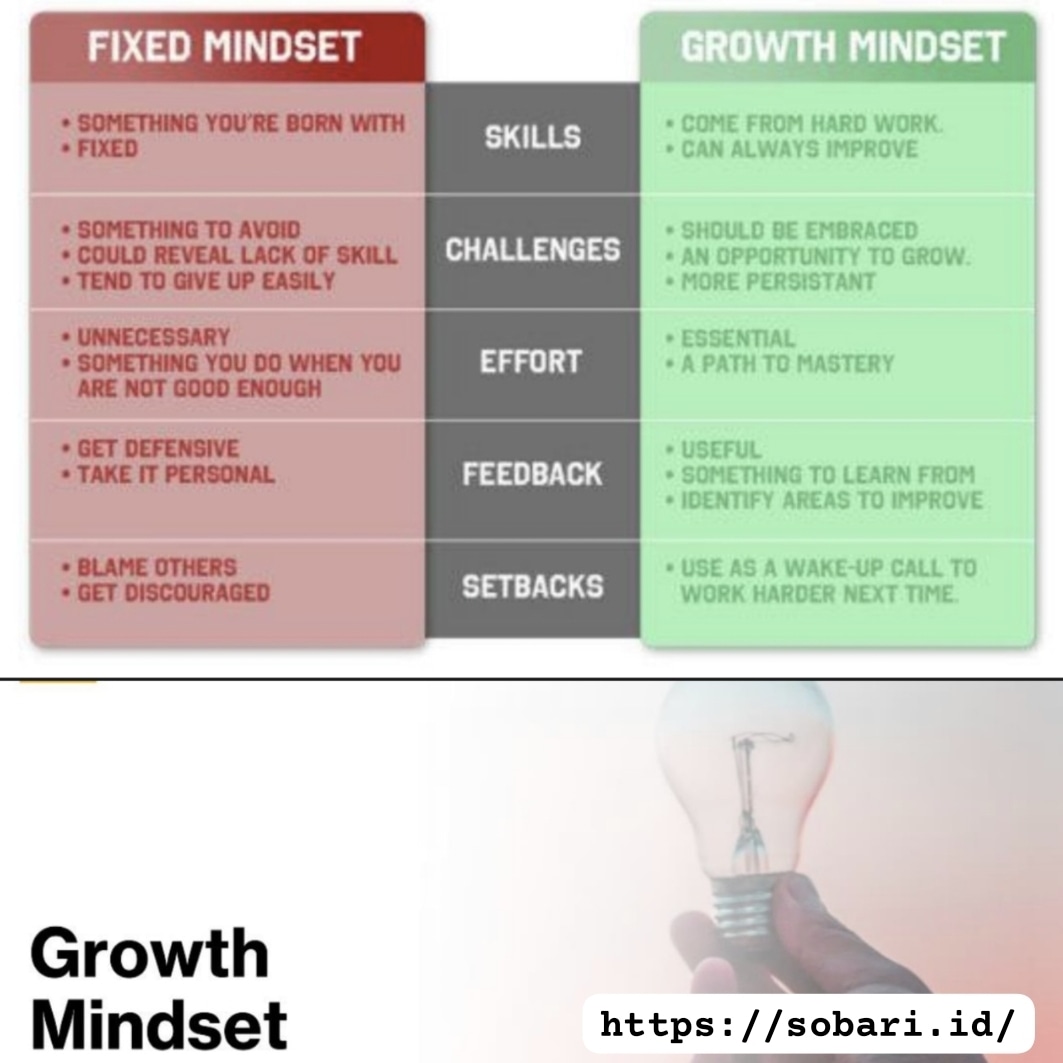 FIXED MINDSET
GROWTH MINDSET
• SOMETHING YOU'RE BORN WITH
• FIXED
SKILLS
• COME FROM HARD WORK.
• CAN ALWAYS IMPROVE
• SOMETHING TO AVOID
• COULD REVEAL LACK OF SKILL
• TEND TO GIVE UP EASILY
CHALLENGES
• SHOULD BE EMBRACED
• AN OPPORTUNITY TO GROW.
• MORE PERSISTANT
• UNNECESSARY
• SOMETHING YOU DO WHEN YOU
ARE NOT GOOD ENOUGH
EFFORT
• ESSENTIAL
• A PATH TO MASTERY
• GET DEFENSIVE
• TAKE IT PERSONAL
FEEDBACK
• USEFUL
• SOMETHING TO LEARN FROM
• IDENTIFY AREAS TO IMPROVE
• BLAME OTHERS
• GET DISCOURAGED
SETBACKS
• USE AS A WAKE-UP CALL TO
WORK HARDER NEXT TIME.
Growth
Mindset
https://sobari.id/